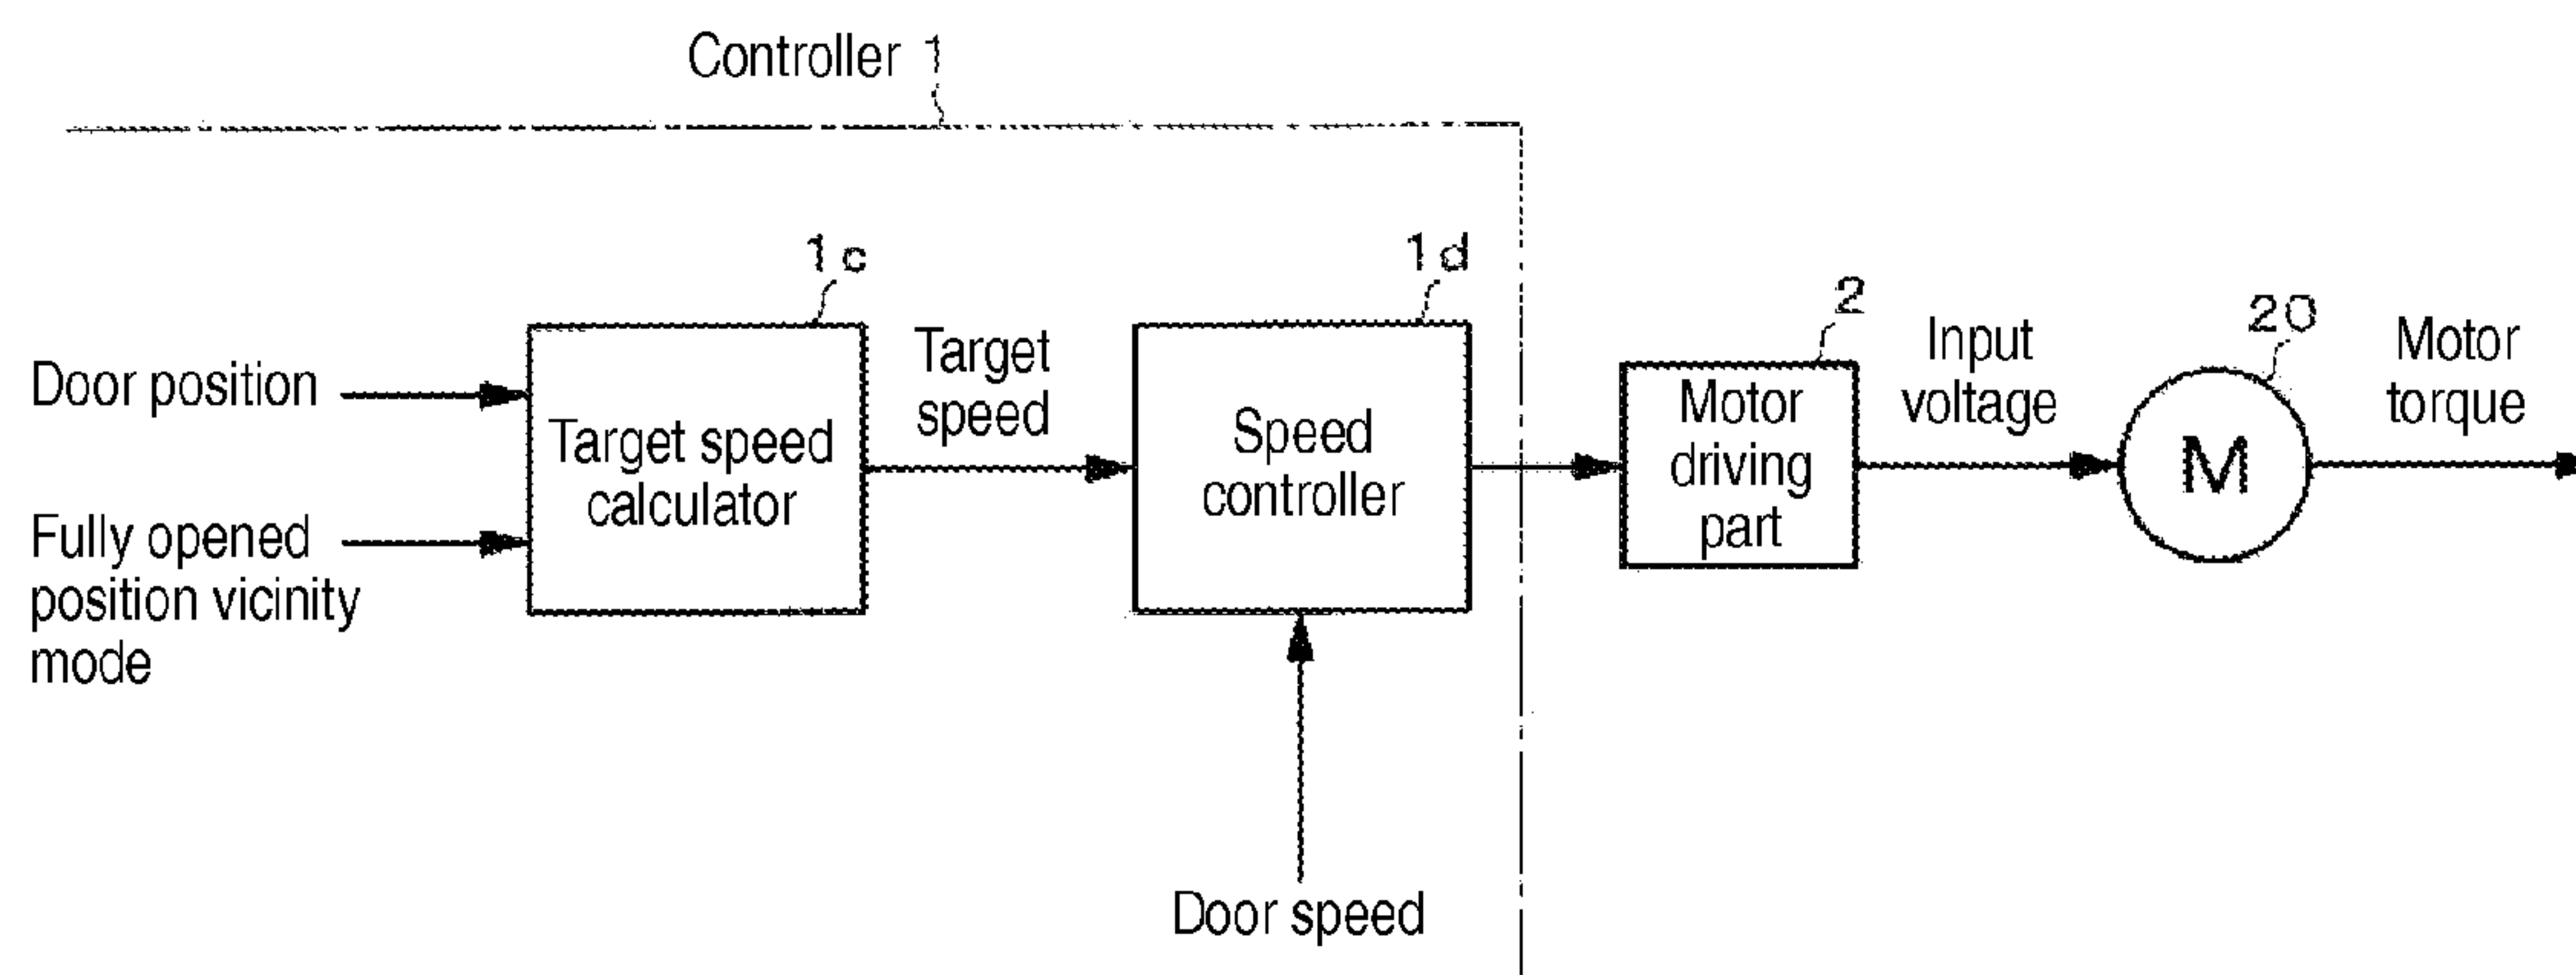 Controller 1
1c
1d
2
20
Door position
Fully opened
position vicinity
mode
Target speed
calculator
Target
speed
Speed
controller
Door speed
Motor
driving
part
Input
voltage
M
Motor
torque